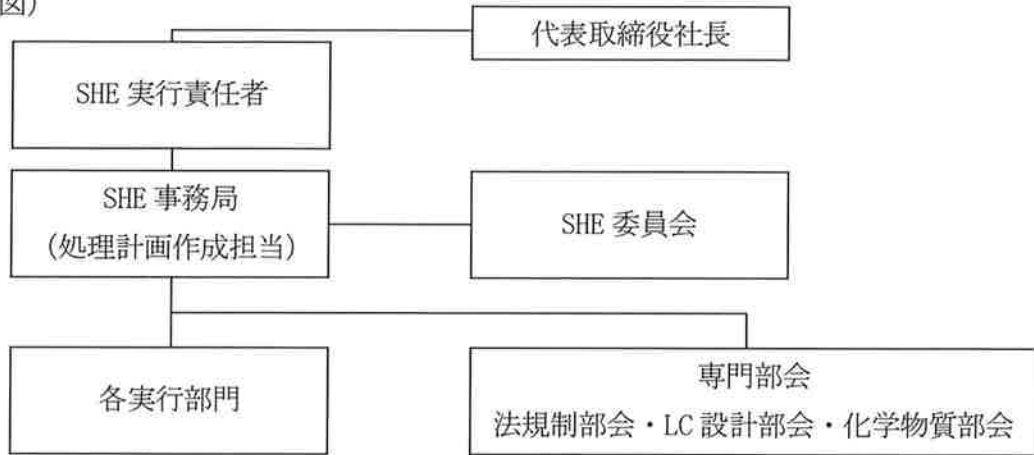 図）
代表取締役社長
SHE 実行責任者
SHE 事務局
（処理計画作成担当）
SHE 委員会
各実行部門
専門部会
法規制部会・LC 設計部会・化学物質部会